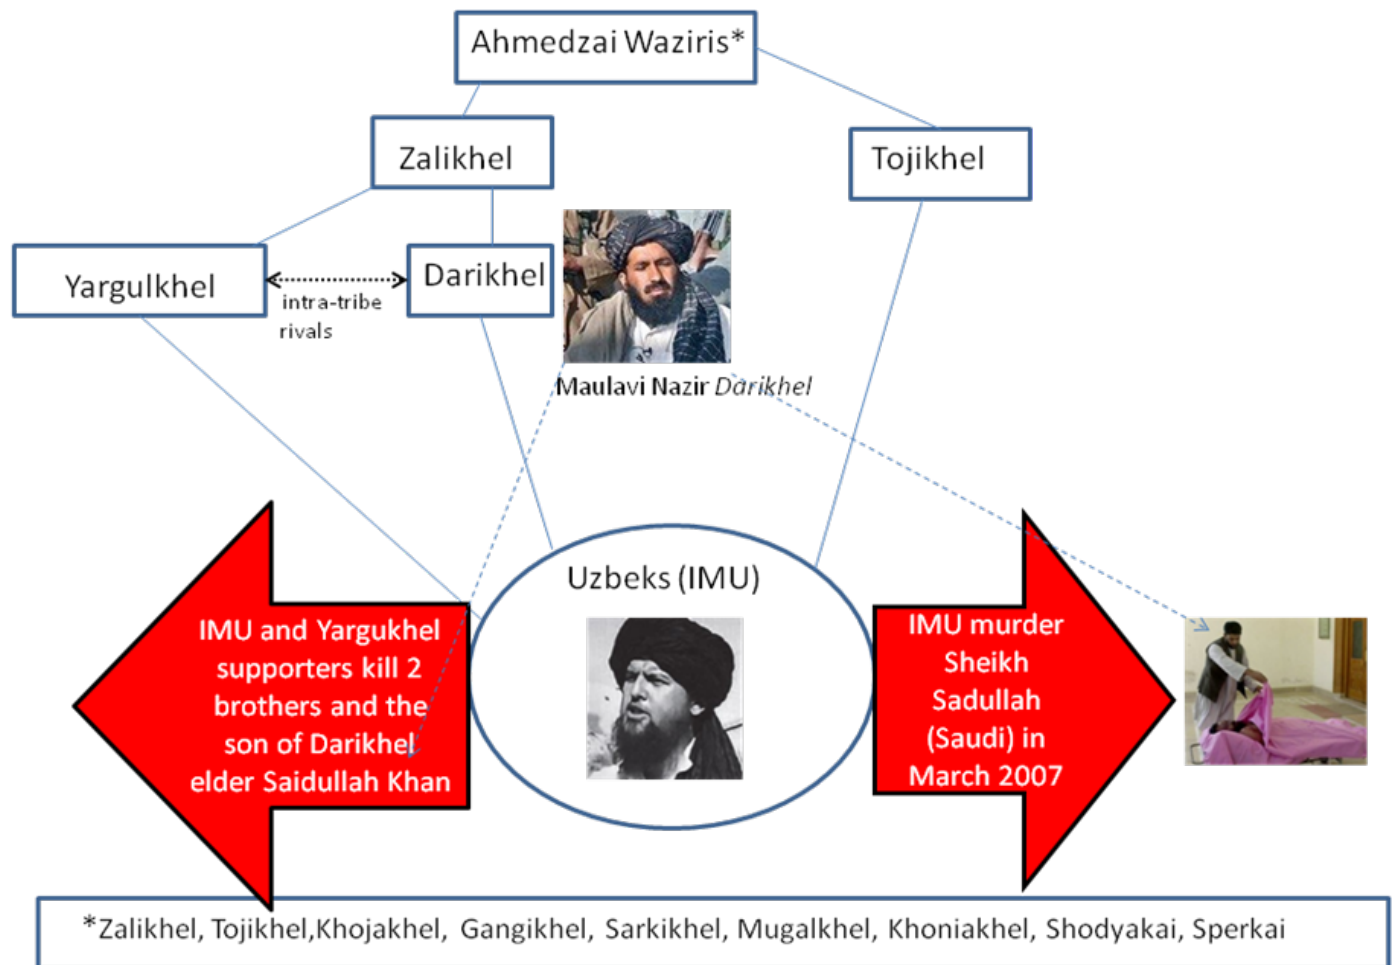 Ahmedzai Waziris*
Zalikhel
Tojikhel
Yargulkhel
intra-tribe
rivals
Darikhel
Maulavi Nazir Darikhel
Uzbeks (IMU)
IMU and Yargukhel
supporters kill 2
brothers and the
son of Darikhel
elder Saidullah Khan
IMU murder
Sheikh
Sadullah
(Saudi) in
March 2007
*Zalikhel, Tojikhel,Khojakhel, Gangikhel, Sarkikhel, Mugalkhel, Khoniakhel, Shodyakai, Sperkai